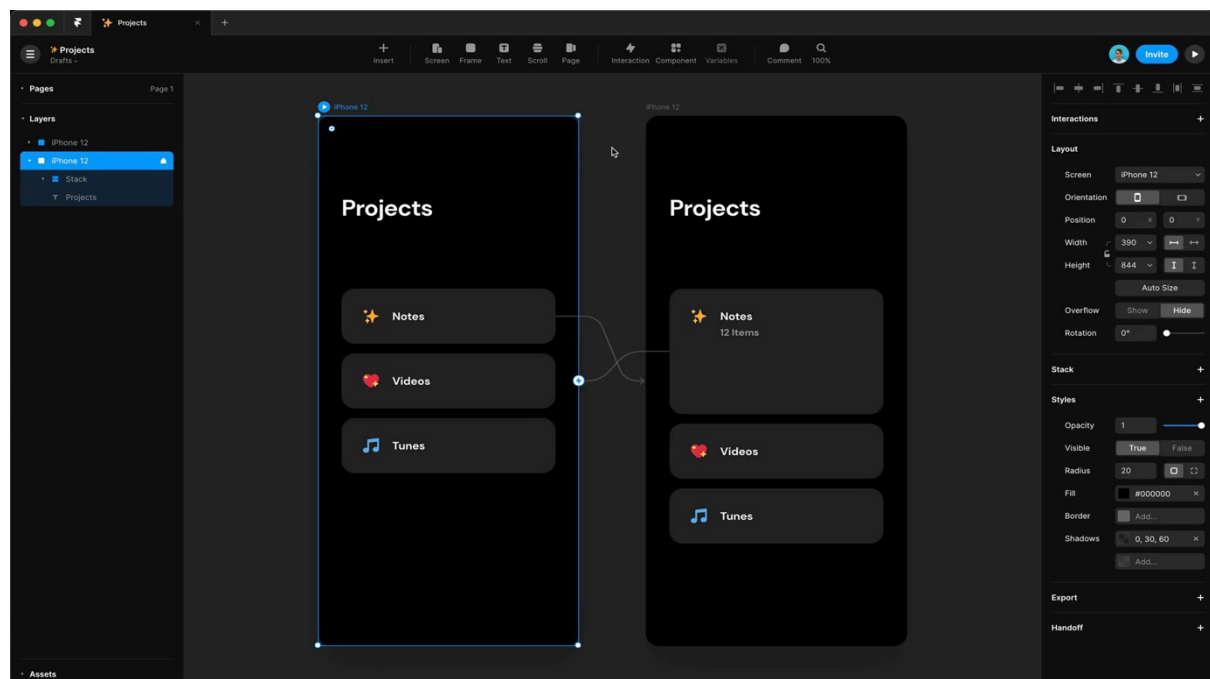 Projects
Projects
Drafts
Insert
Screen
Frame
Text
Scroll
Page
Interaction
Component
Variables
Comment
100%
Invite
Pages
Page 1
Layers
iPhone 12
iPhone 12
Stack
Projects
Assets
iPhone 12
Projects
Notes
Videos
Tunes
iPhone 12
Projects
Notes
12 Items
Videos
Tunes
Interactions
Layout
Screen iPhone 12
Orientation
Position 0 X 0 Y
Width 390
Height 844
Auto Size
Overflow Show Hide
Rotation 0°
Stack
Styles
Opacity 1
Visible True False
Radius 20
Fill #000000
Border Add...
Shadows 0, 30, 60
Add...
Export
Handoff